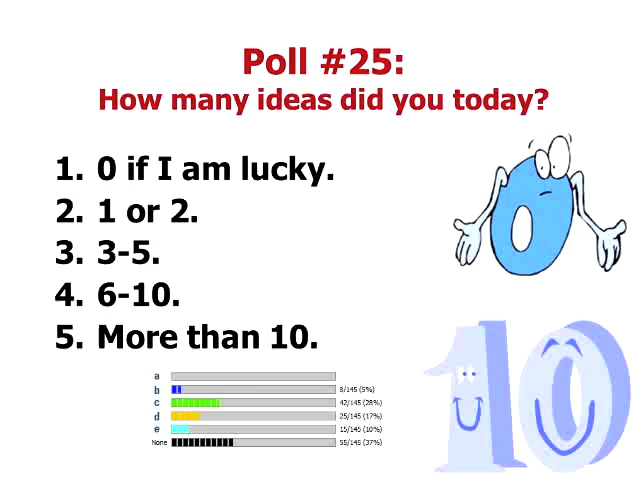 Poll #25:
How many ideas did you today?
1. 0 if I am lucky.
2. 1 or 2.
3. 3-5.
4. 6-10.
5. More than 10.
a
b 8/145 (5%)
c 42/145 (28%)
d 25/145 (17%)
e 15/145 (10%)
None 55/145 (37%)
0
10